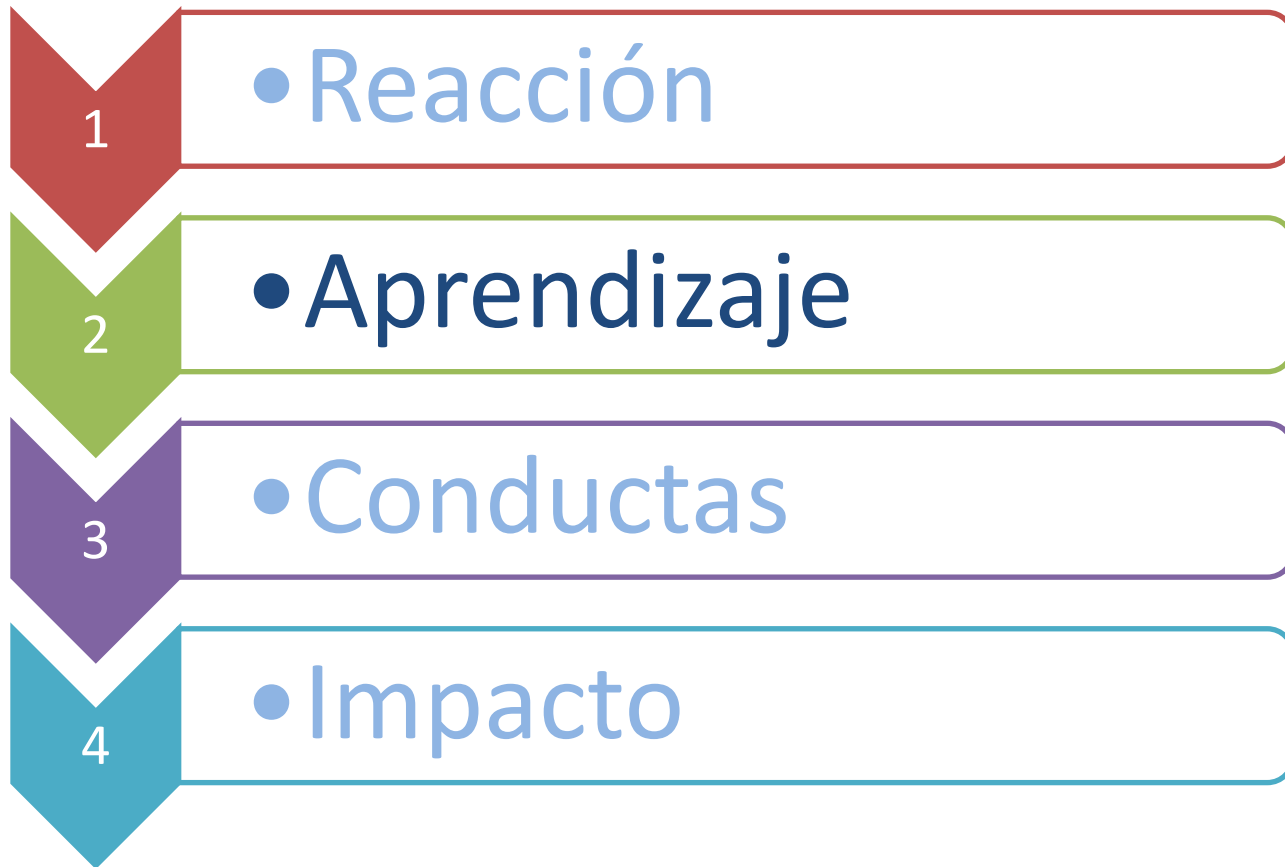 1
•Reacción
2
•Aprendizaje
3
•Conductas
4
•Impacto